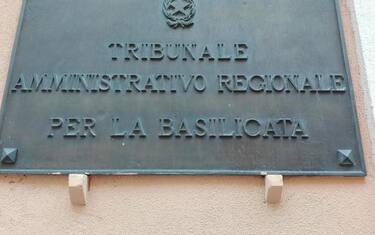 TRIBUNALE
AMMINISTRATIVO REGIONALE
PER LA BASILICATA